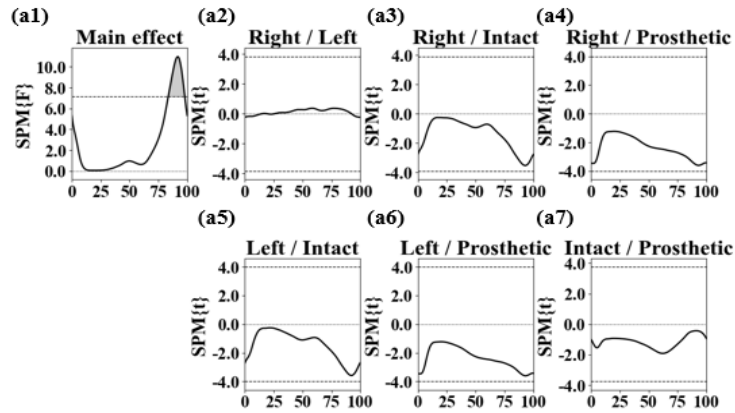 (a1) (a2) (a3) (a4)
Main effect Right / Left Right / Intact Right / Prosthetic
SPM{F} SPM{t} SPM{t} SPM{t}
10.0 4.0 4.0 4.0
8.0 2.0 2.0 2.0
6.0 0.0 0.0 0.0
4.0 -2.0 -2.0 -2.0
2.0 -4.0 -4.0 -4.0
0.0
0 25 50 75 100 0 25 50 75 100 0 25 50 75 100 0 25 50 75 100
(a5) (a6) (a7)
Left / Intact Left / Prosthetic Intact / Prosthetic
SPM{t} SPM{t} SPM{t}
4.0 4.0 4.0
2.0 2.0 2.0
0.0 0.0 0.0
-2.0 -2.0 -2.0
-4.0 -4.0 -4.0
0 25 50 75 100 0 25 50 75 100 0 25 50 75 100